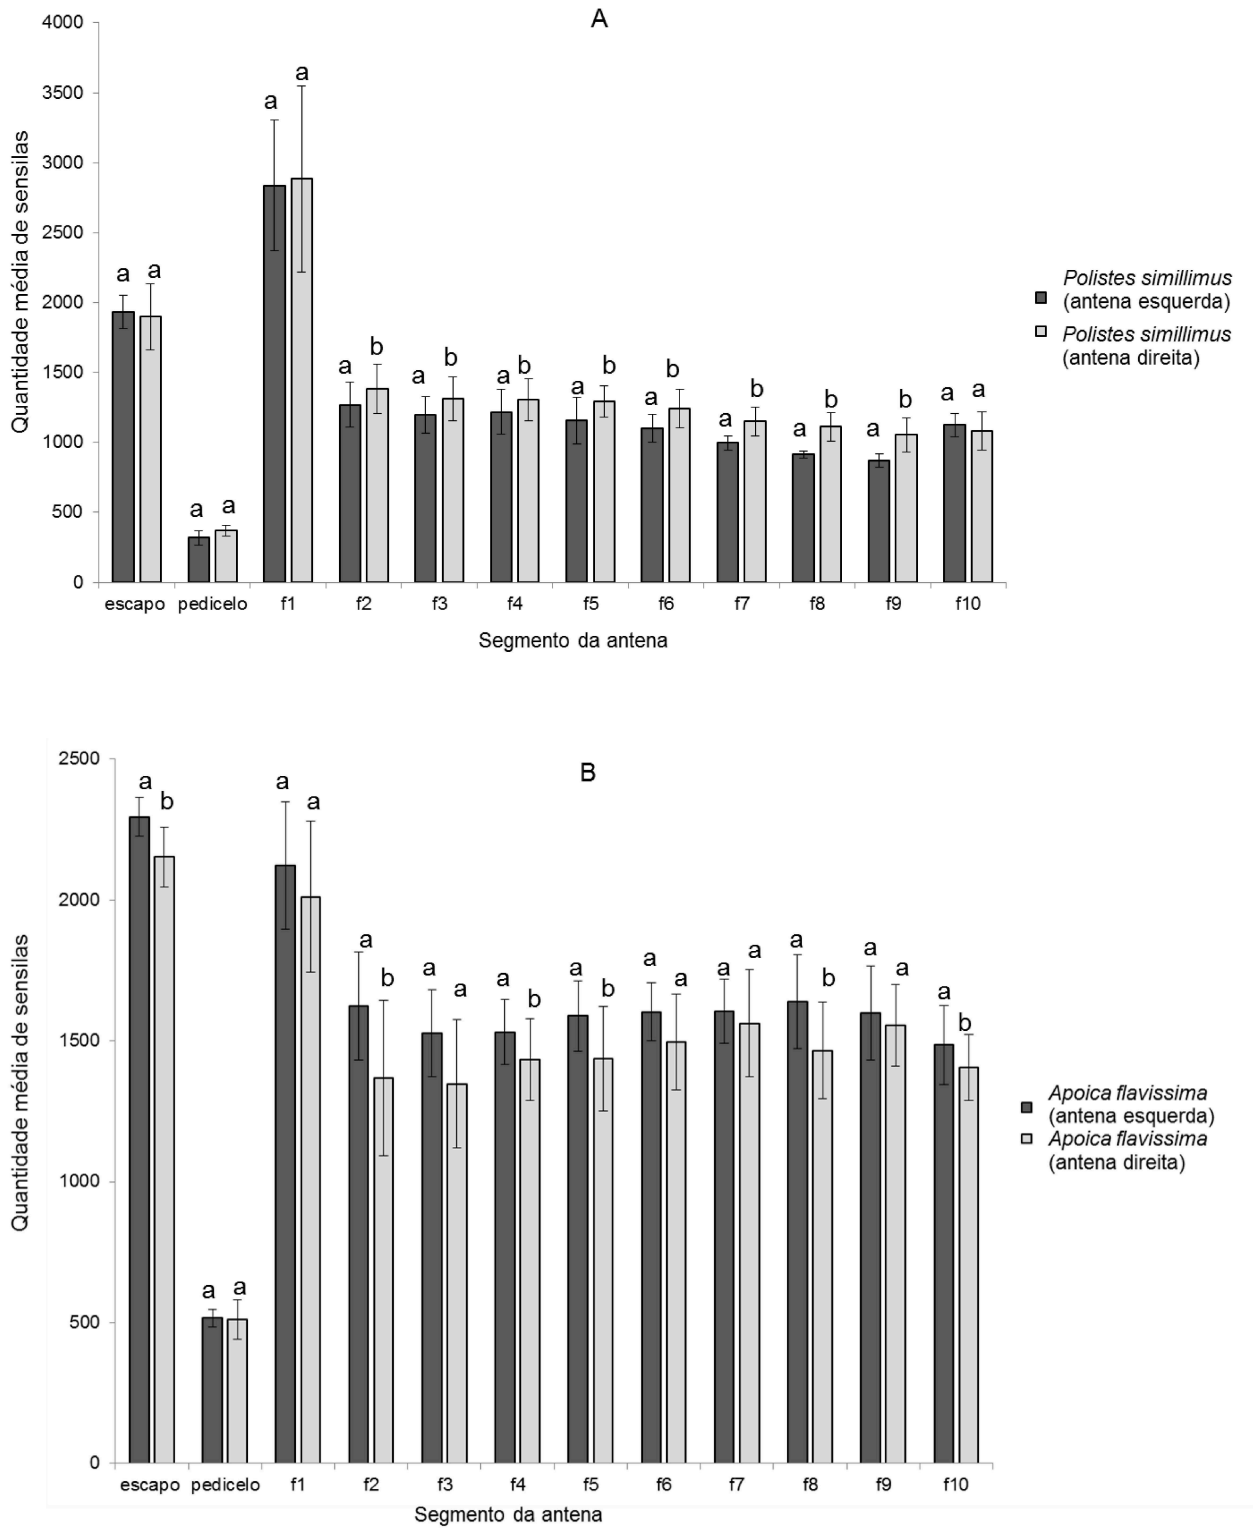 A
4000
3500
3000
2500
2000
1500
1000
500
0
Quantidade média de sensilas
a a
a a
a a
a b
a b
a b
a b
a b
a b
a b
a b
a a
escapo pedicelo f1 f2 f3 f4 f5 f6 f7 f8 f9 f10
Segmento da antena
Polistes simillimus
(antena esquerda)
Polistes simillimus
(antena direita)
B
2500
2000
1500
1000
500
0
Quantidade média de sensilas
a b
a a
a a
a b
a a
a b
a b
a a
a a
a b
a a
a b
escapo pedicelo f1 f2 f3 f4 f5 f6 f7 f8 f9 f10
Segmento da antena
Apoica flavissima
(antena esquerda)
Apoica flavissima
(antena direita)